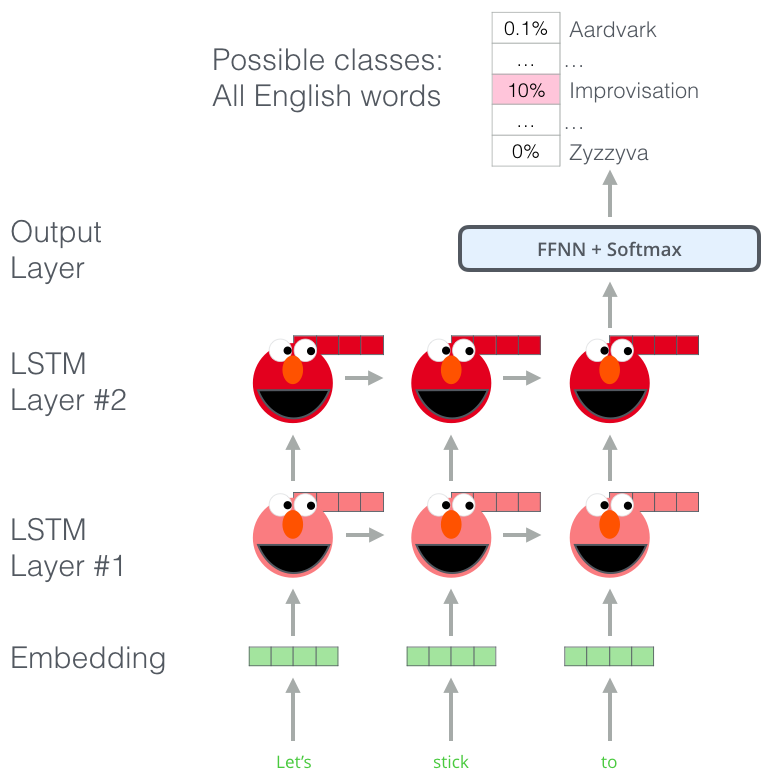 Possible classes:
All English words
0.1% Aardvark
... ...
10% Improvisation
... ...
0% Zyzzyva
Output
Layer
FFNN + Softmax
LSTM
Layer #2
LSTM
Layer #1
Embedding
Let's stick to